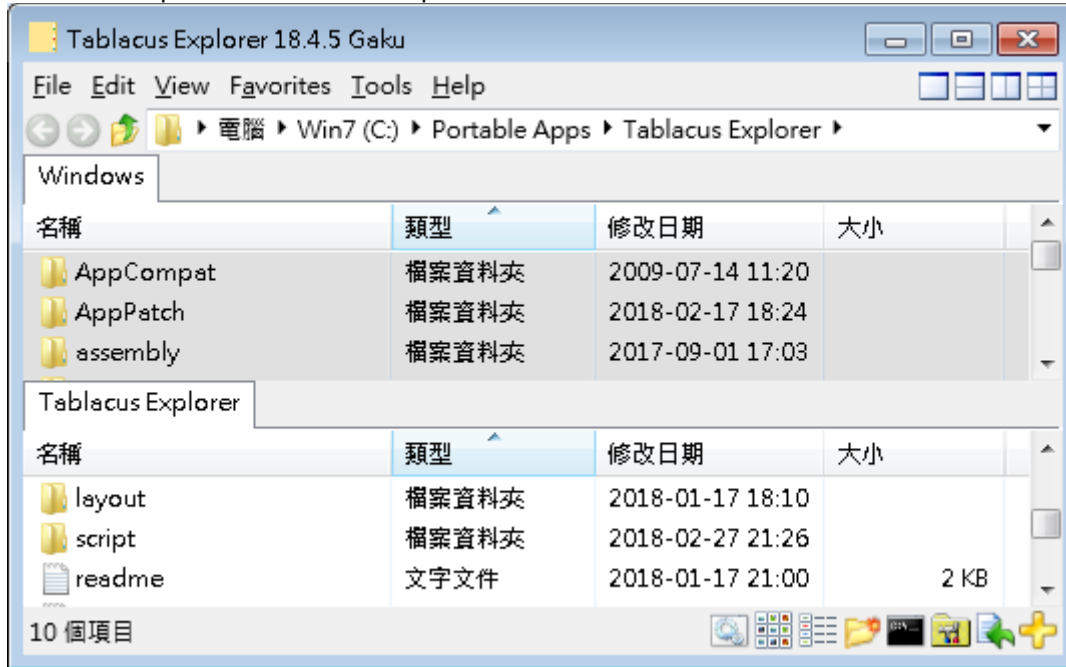 Tablacus Explorer 18.4.5 Gaku
File Edit View Favorites Tools Help
電腦 Win7 (C:) Portable Apps Tablacus Explorer
Windows
名稱 類型 修改日期 大小
AppCompat 檔案資料夾 2009-07-14 11:20
AppPatch 檔案資料夾 2018-02-17 18:24
assembly 檔案資料夾 2017-09-01 17:03
Tablacus Explorer
名稱 類型 修改日期 大小
layout 檔案資料夾 2018-01-17 18:10
script 檔案資料夾 2018-02-27 21:26
readme 文字文件 2018-01-17 21:00 2 KB
10 個項目